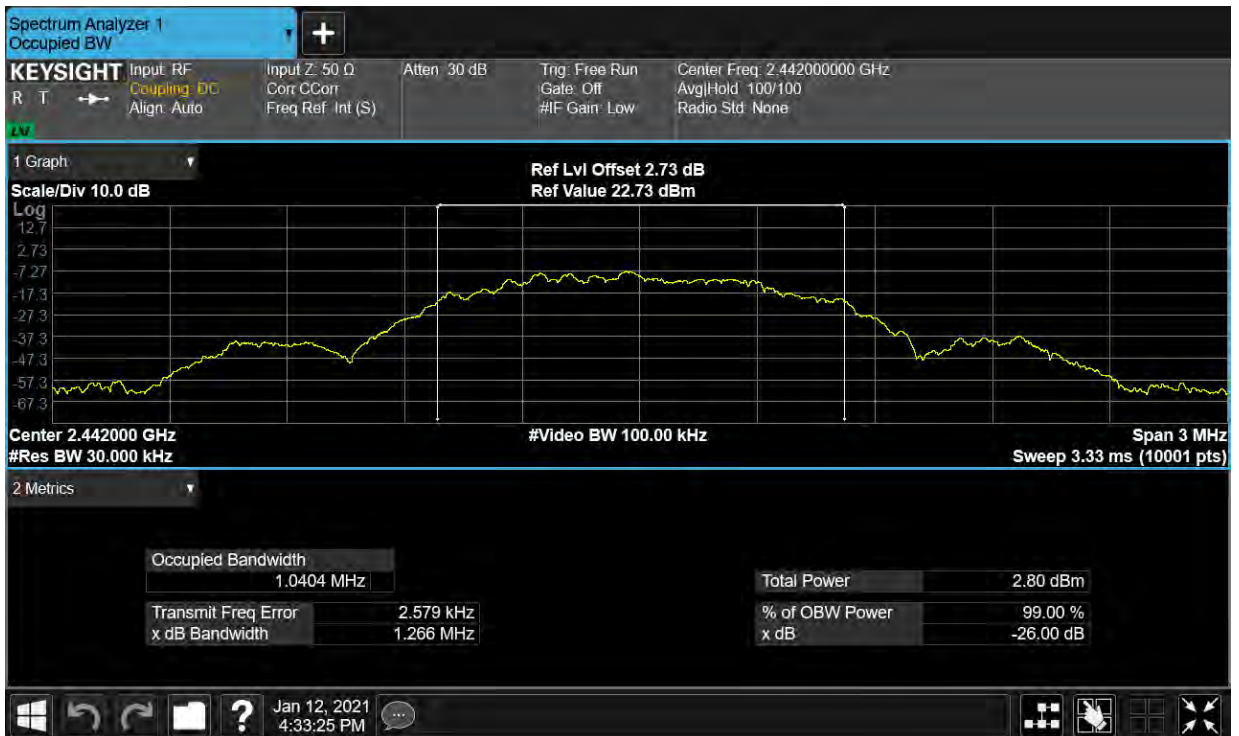 Spectrum Analyzer 1
Occupied BW
+
KEYSIGHT Input: RF Input Z: 50 Ω Atten: 30 dB Trig: Free Run Center Freq: 2.442000000 GHz
R T Coupling: DC Corr CCorr Gate: Off Avg|Hold: 100/100
Align: Auto Freq Ref: Int (S) #IF Gain: Low Radio Std: None
LXI
1 Graph
Ref Lvl Offset 2.73 dB
Scale/Div 10.0 dB Ref Value 22.73 dBm
Log
12.7
2.73
-7.27
-17.3
-27.3
-37.3
-47.3
-57.3
-67.3
Center 2.442000 GHz #Video BW 100.00 kHz Span 3 MHz
#Res BW 30.000 kHz Sweep 3.33 ms (10001 pts)
2 Metrics
Occupied Bandwidth
1.0404 MHz Total Power 2.80 dBm
Transmit Freq Error 2.579 kHz % of OBW Power 99.00 %
x dB Bandwidth 1.266 MHz x dB -26.00 dB
? Jan 12, 2021
4:33:25 PM